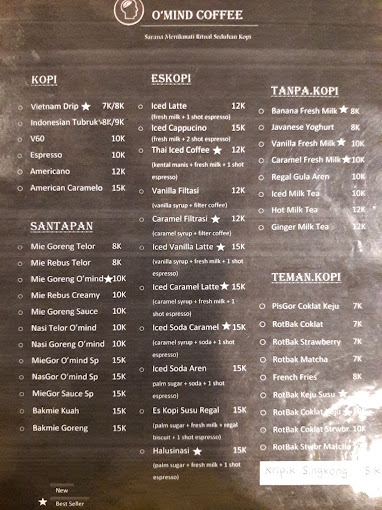 O'MIND COFFEE
Sarana Menikmati Ritual Seduhan Kopi
KOPI
Vietnam Drip ★ 7K/8K
Indonesian Tubruk 8K/9K
V60 10K
Espresso 10K
Americano 12K
American Caramelo 15K
SANTAPAN
Mie Goreng Telor 8K
Mie Rebus Telor 8K
Mie Goreng O'mind ★ 10K
Mie Rebus Creamy 10K
Mie Goreng Sauce 10K
Nasi Telor O'mind 10K
Nasi Goreng O'mind 10K
MieGor O'mind Sp 15K
NasGor O'mind Sp 15K
MieGor Sauce Sp 15K
Bakmie Kuah 15K
Bakmie Goreng 15K
New
★ Best Seller
ESKOPI
Iced Latte 12K
(fresh milk + 1 shot espresso)
Iced Cappucino 15K
(fresh milk + 2 shot espresso)
Thai Iced Coffee ★ 12K
(kental manis + fresh milk + 1 shot
espresso)
Vanilla Filtasi 12K
(vanilla syrup + filter coffee)
Caramel Filtrasi ★ 12K
(caramel syrup + filter coffee)
Iced Vanilla Latte ★ 15K
(vanilla syrup + fresh milk + 1 shot
espresso)
Iced Caramel Latte ★ 15K
(caramel syrup + fresh milk + 1
shot espresso)
Iced Soda Caramel ★ 15K
(caramel syrup + soda + 1 shot
espresso)
Iced Soda Aren 15K
palm sugar + soda + 1 shot
espresso)
Es Kopi Susu Regal 15K
(palm sugar + fresh milk + regal
biscuit + 1 shot espresso)
Halusinasi ★ 15K
(palm sugar + fresh milk + 1 shot
espresso)
TANPA.KOPI
Banana Fresh Milk ★ 8K
Javanese Yoghurt 8K
Vanilla Fresh Milk ★ 10K
Caramel Fresh Milk ★ 10K
Regal Gula Aren 10K
Iced Milk Tea 12K
Hot Milk Tea 12K
Ginger Milk Tea 12K
TEMAN.KOPI
PisGor Coklat Keju 7K
RotBak Coklat 7K
RotBak Strawberry 7K
Rotbak Matcha 7K
French Fries 8K
RotBak Keju Susu ★
RotBak Coklat Keju
RotBak Coklat Strwbr 10K
RotBak Stwbr Matcha
Kripik Singkong 5K